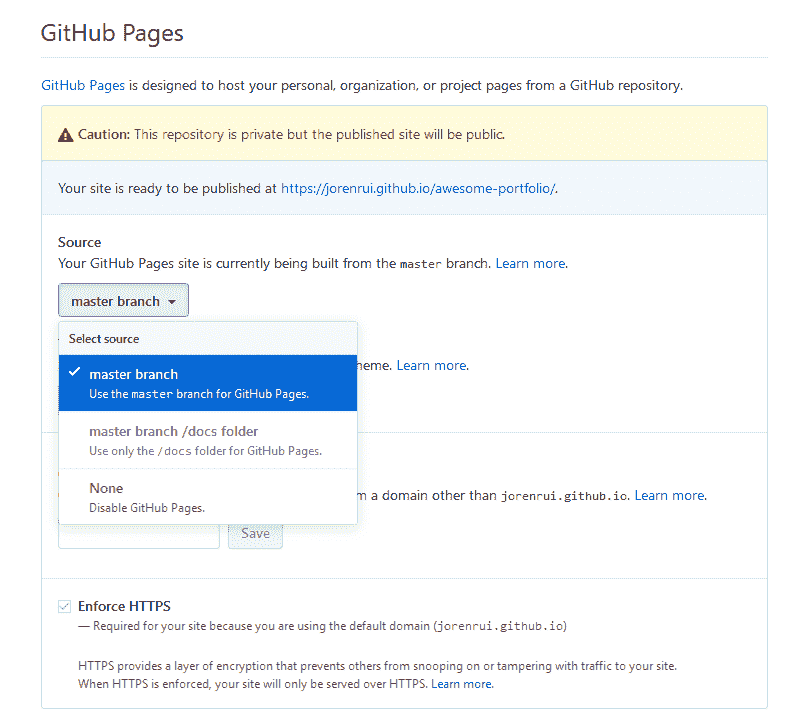 GitHub Pages
GitHub Pages is designed to host your personal, organization, or project pages from a GitHub repository.
Caution: This repository is private but the published site will be public.
Your site is ready to be published at https://jorenrui.github.io/awesome-portfolio/.
Source
Your GitHub Pages site is currently being built from the master branch. Learn more.
master branch
Select source
master branch
Use the master branch for GitHub Pages.
heme. Learn more.
master branch /docs folder
Use only the /docs folder for GitHub Pages.
None
Disable GitHub Pages.
m a domain other than jorenrui.github.io. Learn more.
Save
Enforce HTTPS
— Required for your site because you are using the default domain (jorenrui.github.io)
HTTPS provides a layer of encryption that prevents others from snooping on or tampering with traffic to your site.
When HTTPS is enforced, your site will only be served over HTTPS. Learn more.